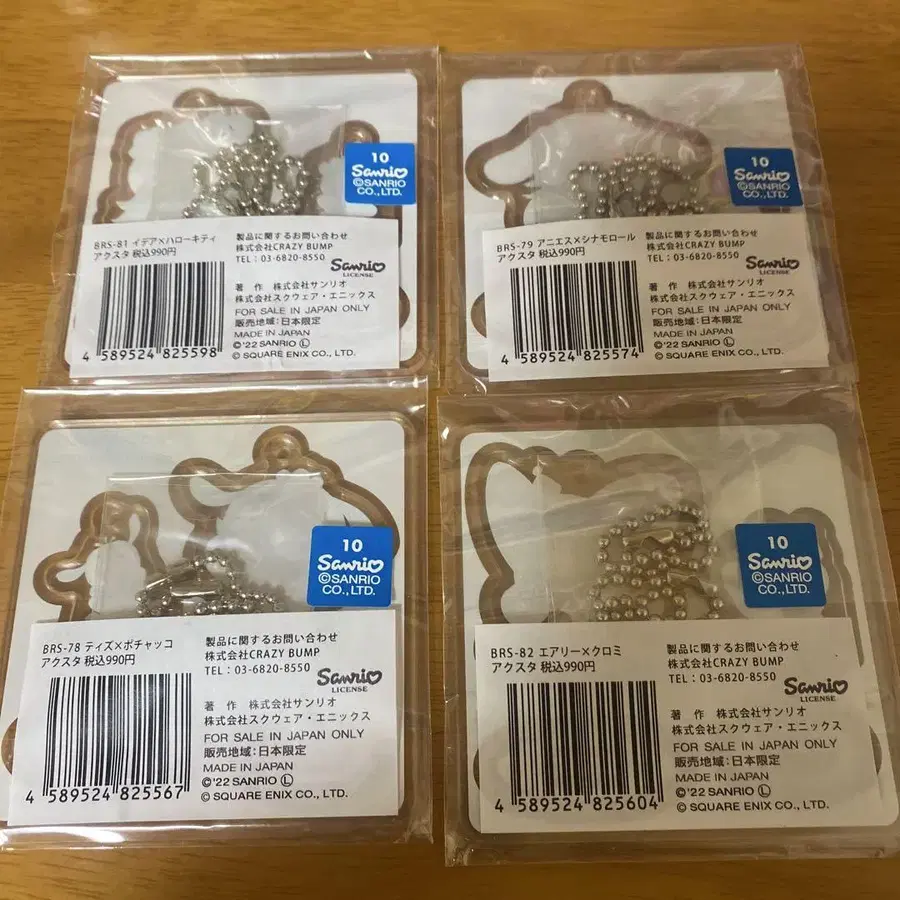 10
Sanrio
©SANRIO
CO.,LTD.
BRS-81 イデア×ハローキティ
アクスタ 税込990円
4 589524 825598
製品に関するお問い合わせ
株式会社CRAZY BUMP
TEL：03-6820-8550
Sanrio
LICENSE
著　作　株式会社サンリオ
株式会社スクウェア・エニックス
FOR SALE IN JAPAN ONLY
販売地域：日本限定
MADE IN JAPAN
©'22 SANRIO Ⓛ
© SQUARE ENIX CO., LTD.
10
Sanrio
©SANRIO
CO.,LTD.
BRS-79 アニエス×シナモロール
アクスタ 税込990円
4 589524 825574
製品に関するお問い合わせ
株式会社CRAZY BUMP
TEL：03-6820-8550
Sanrio
LICENSE
著　作　株式会社サンリオ
株式会社スクウェア・エニックス
FOR SALE IN JAPAN ONLY
販売地域：日本限定
MADE IN JAPAN
©'22 SANRIO Ⓛ
© SQUARE ENIX CO., LTD.
10
Sanrio
©SANRIO
CO.,LTD.
BRS-78 ティズ×ポチャッコ
アクスタ 税込990円
4 589524 825567
製品に関するお問い合わせ
株式会社CRAZY BUMP
TEL：03-6820-8550
Sanrio
LICENSE
著　作　株式会社サンリオ
株式会社スクウェア・エニックス
FOR SALE IN JAPAN ONLY
販売地域：日本限定
MADE IN JAPAN
©'22 SANRIO Ⓛ
© SQUARE ENIX CO., LTD.
10
Sanrio
©SANRIO
CO.,LTD.
BRS-82 エアリー×クロミ
アクスタ 税込990円
4 589524 825604
製品に関するお問い合わせ
株式会社CRAZY BUMP
TEL：03-6820-8550
Sanrio
LICENSE
著　作　株式会社サンリオ
株式会社スクウェア・エニックス
FOR SALE IN JAPAN ONLY
販売地域：日本限定
MADE IN JAPAN
©'22 SANRIO Ⓛ
© SQUARE ENIX CO., LTD.